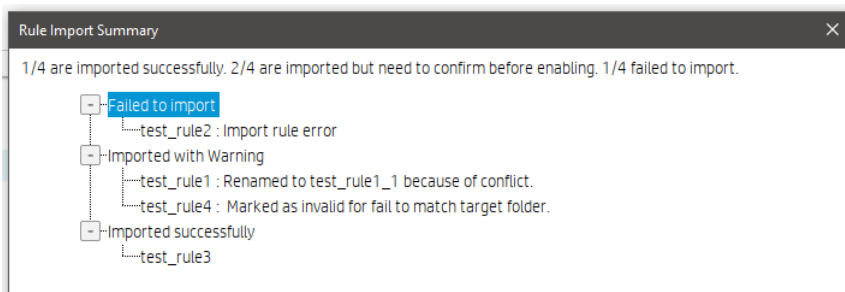 Rule Import Summary
1/4 are imported successfully. 2/4 are imported but need to confirm before enabling. 1/4 failed to import.
Failed to import
test_rule2 : Import rule error
Imported with Warning
test_rule1 : Renamed to test_rule1_1 because of conflict.
test_rule4 : Marked as invalid for fail to match target folder.
Imported successfully
test_rule3